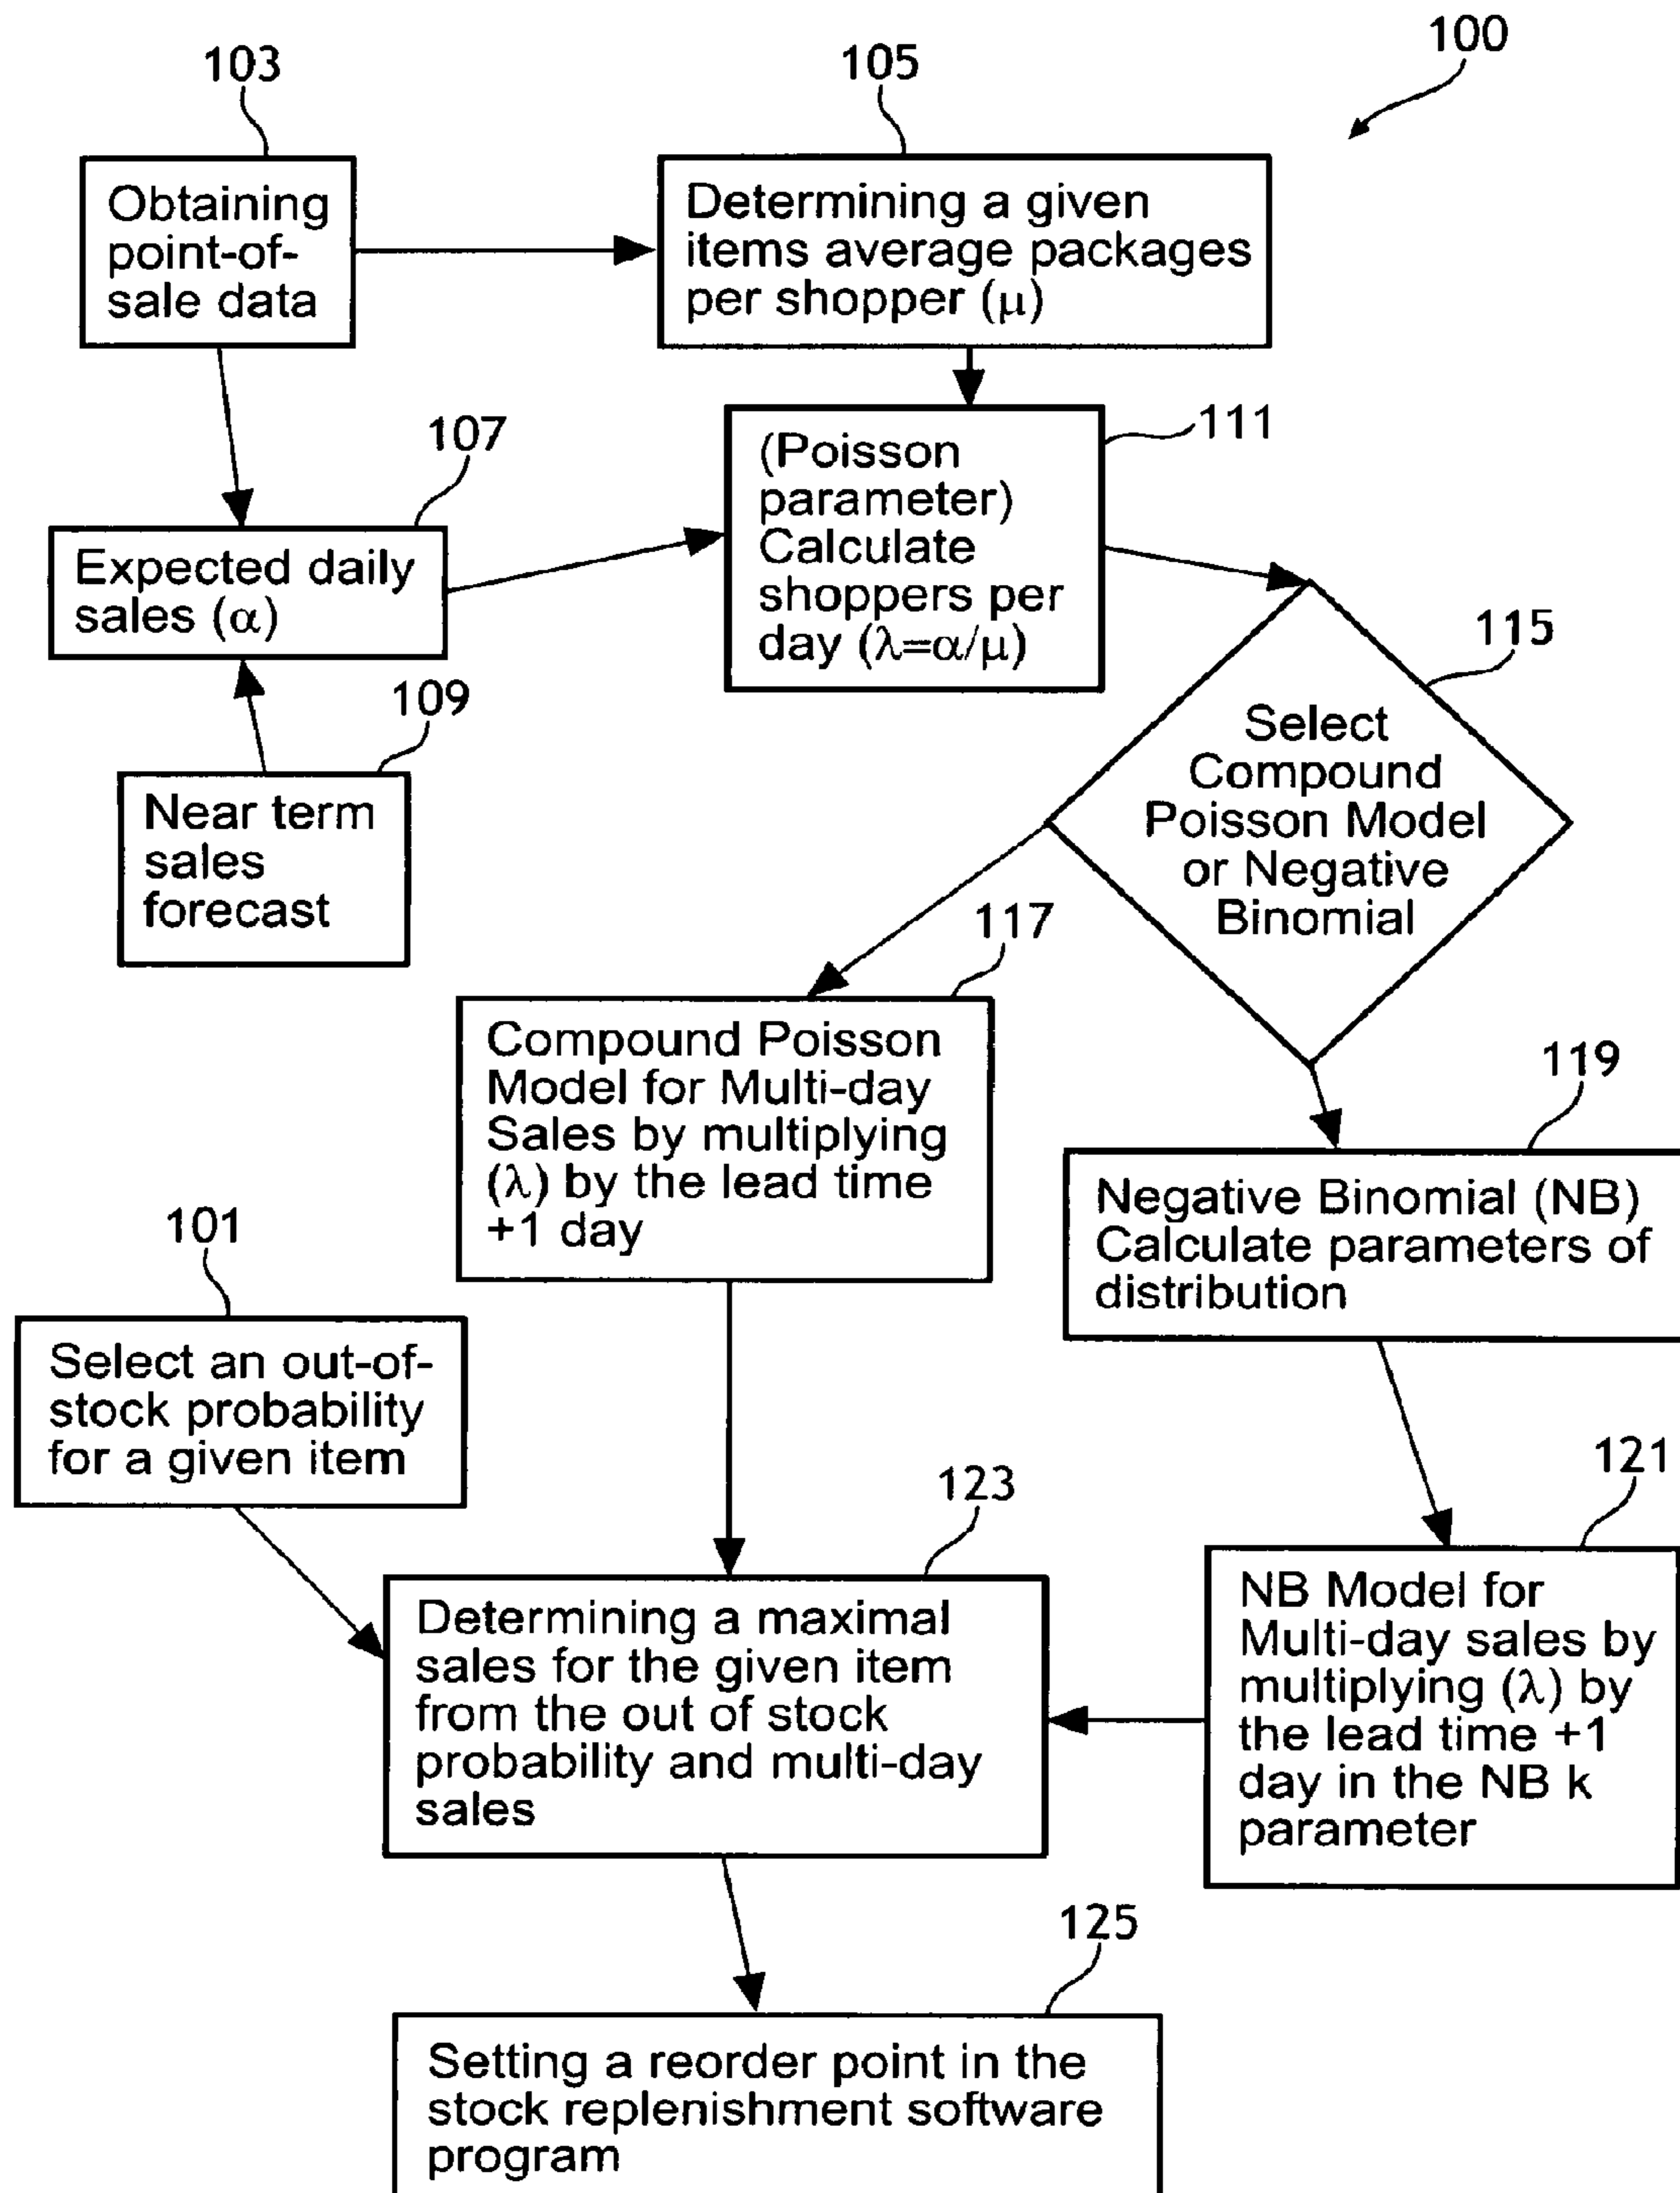 100
103
Obtaining
point-of-
sale data
105
Determining a given
items average packages
per shopper (μ)
107
Expected daily
sales (α)
109
Near term
sales
forecast
111
(Poisson
parameter)
Calculate
shoppers per
day (λ=α/μ)
115
Select
Compound
Poisson Model
or Negative
Binomial
117
Compound Poisson
Model for Multi-day
Sales by multiplying
(λ) by the lead time
+1 day
119
Negative Binomial (NB)
Calculate parameters of
distribution
101
Select an out-of-
stock probability
for a given item
121
NB Model for
Multi-day sales by
multiplying (λ) by
the lead time +1
day in the NB k
parameter
123
Determining a maximal
sales for the given item
from the out of stock
probability and multi-day
sales
125
Setting a reorder point in the
stock replenishment software
program